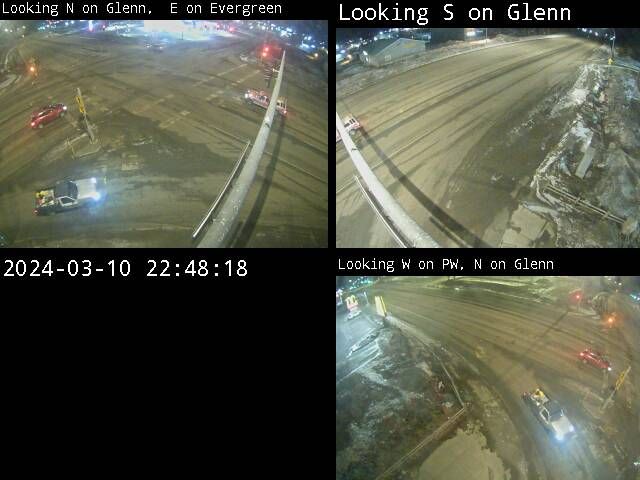 Looking N on Glenn,  E on Evergreen
Looking S on Glenn
2024-03-10 22:48:18
Looking W on PW, N on Glenn